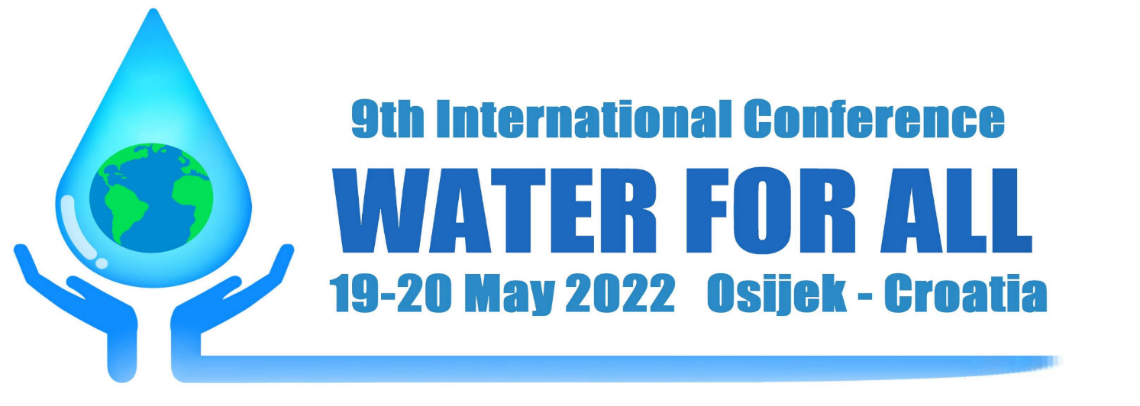 9th International Conference
WATER FOR ALL
19-20 May 2022 Osijek - Croatia